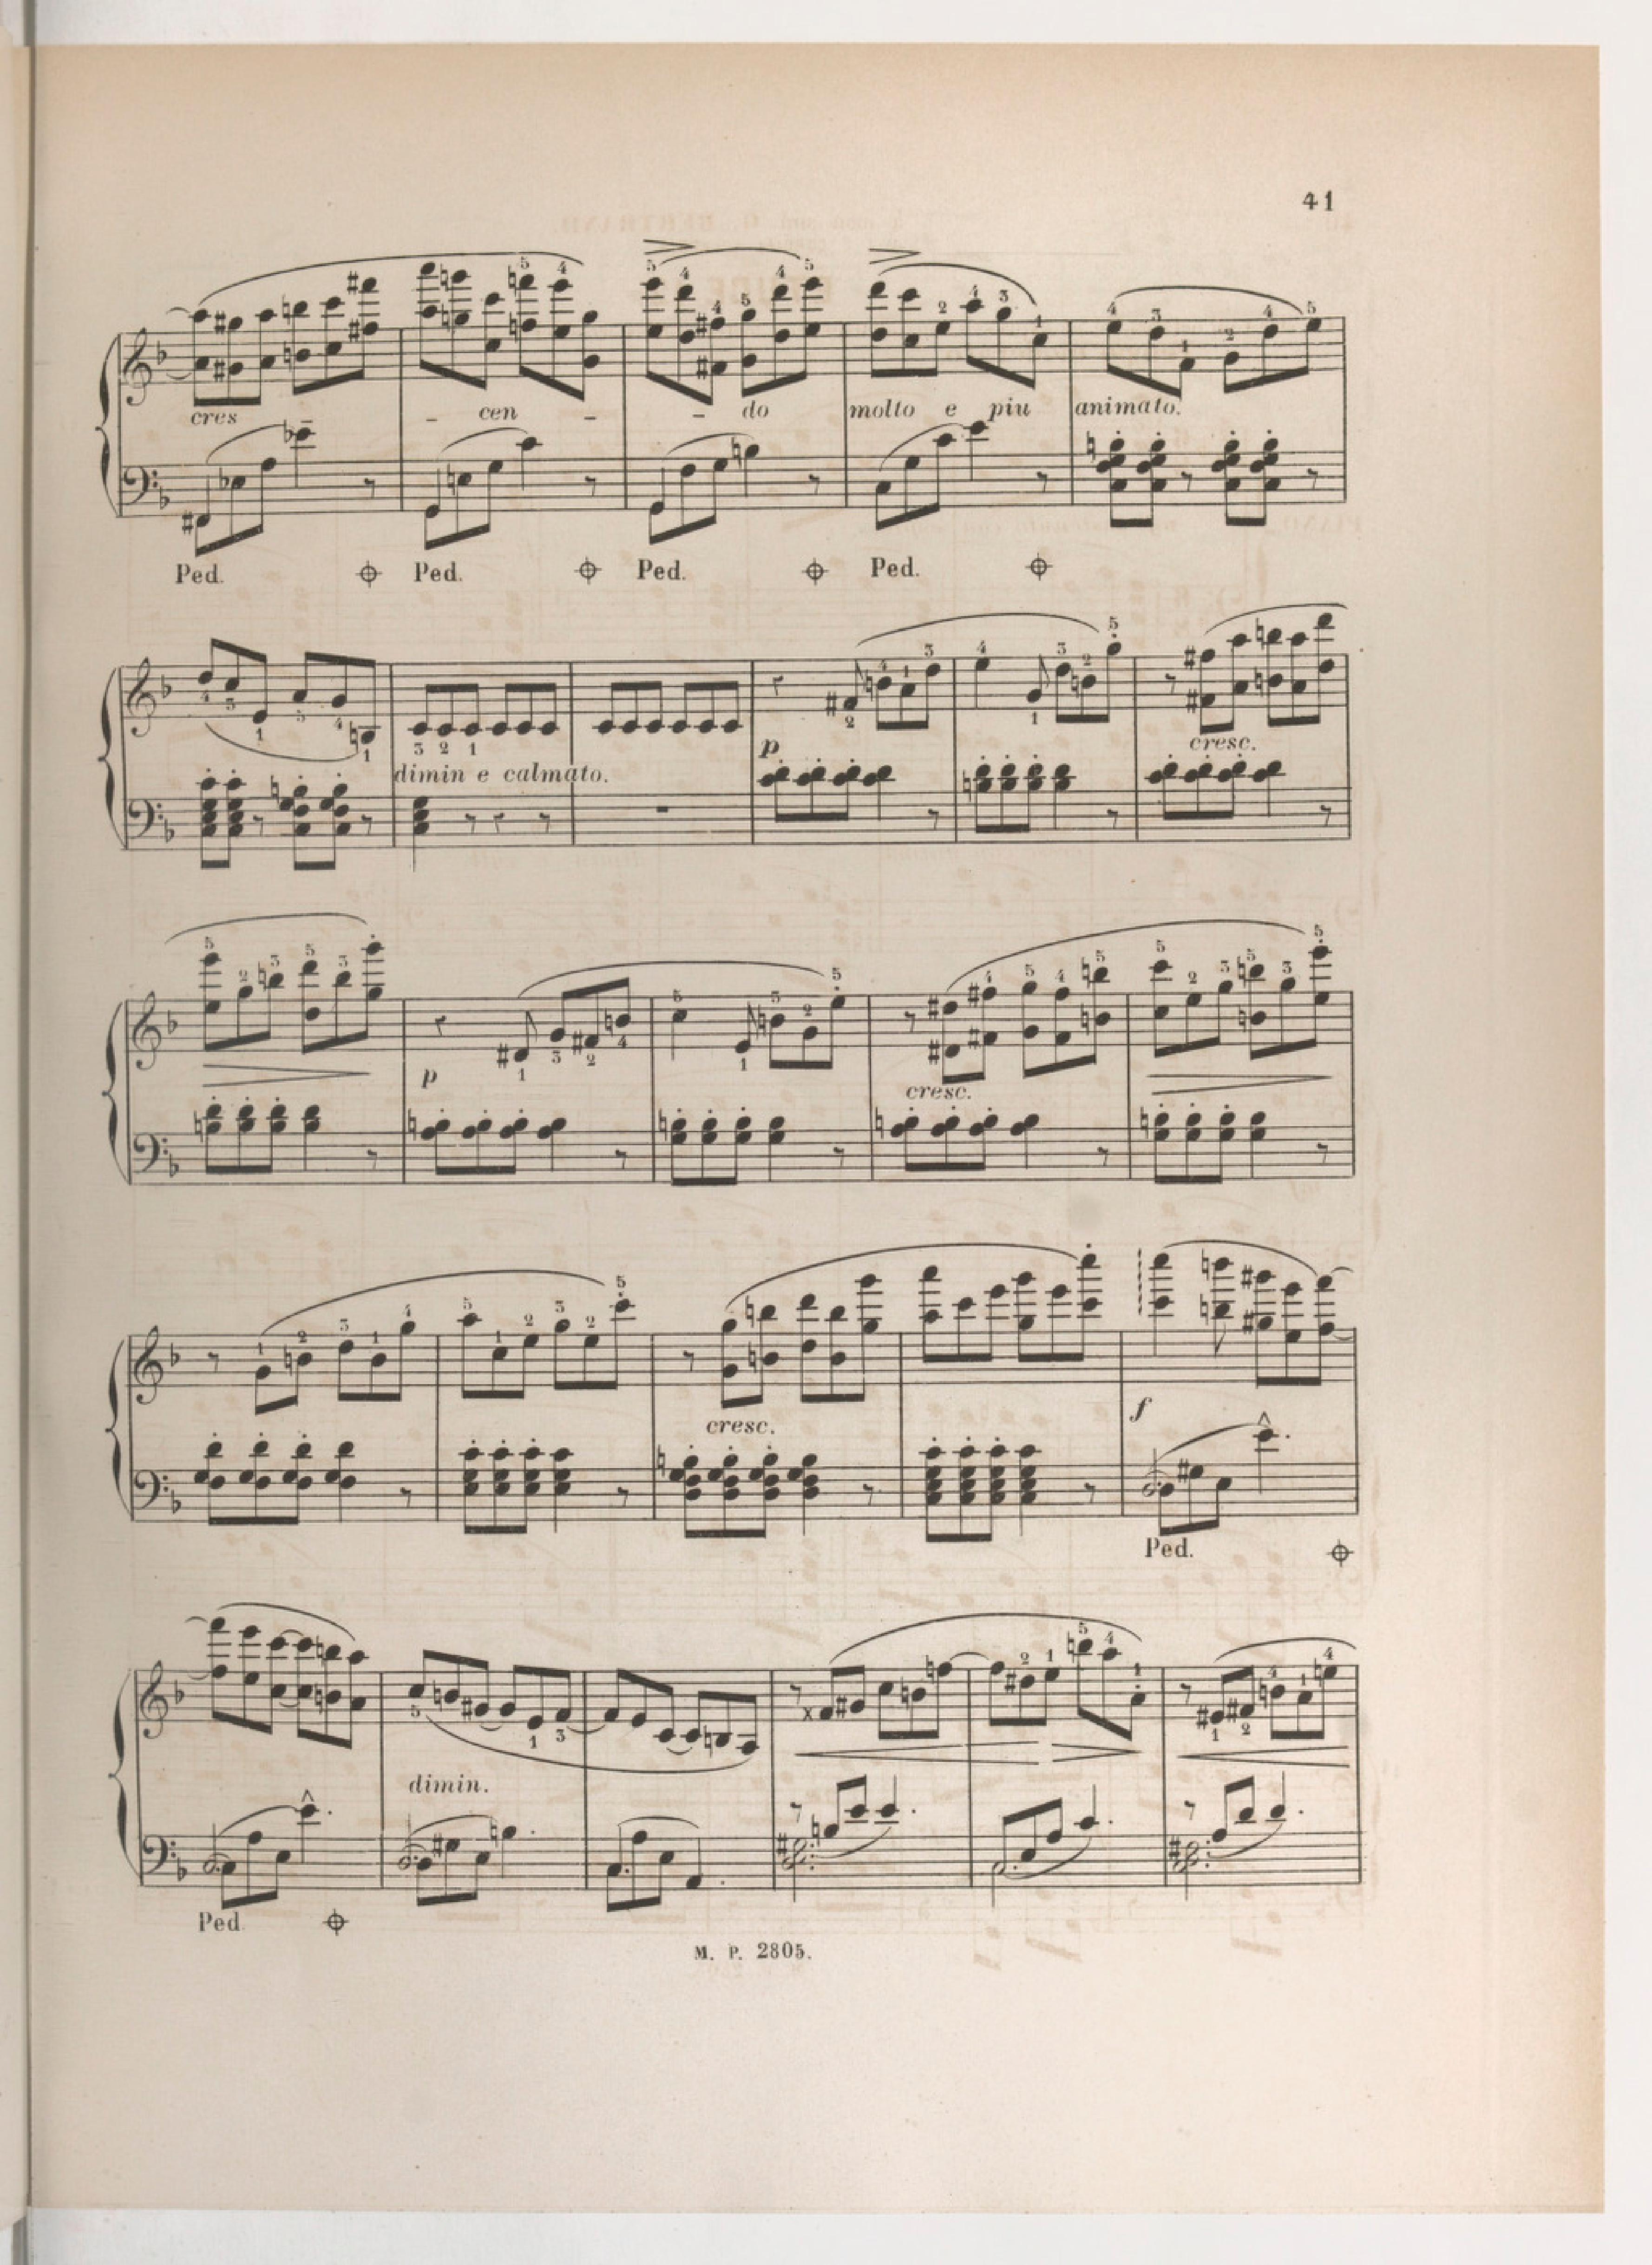 41
cres - cen - - do molto e piu animato.
Ped. Ped. Ped. Ped.
dimin e calmato.
p cresc.
p cresc.
cresc. f
Ped.
dimin.
Ped
M. P. 2805.